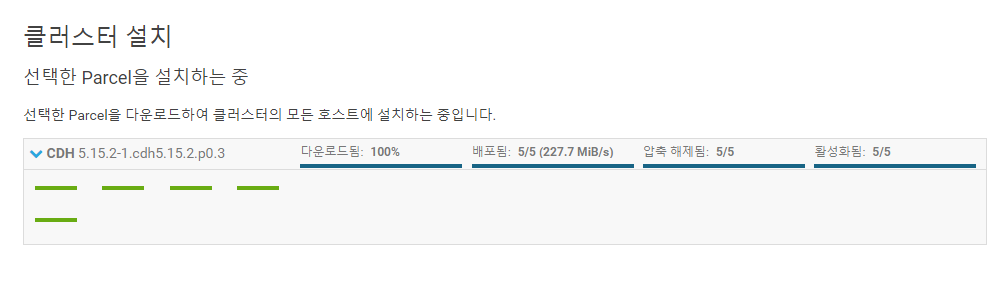 클러스터 설치
선택한 Parcel을 설치하는 중
선택한 Parcel을 다운로드하여 클러스터의 모든 호스트에 설치하는 중입니다.
CDH 5.15.2-1.cdh5.15.2.p0.3 다운로드됨: 100% 배포됨: 5/5 (227.7 MiB/s) 압축 해제됨: 5/5 활성화됨: 5/5